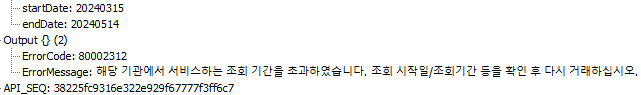 startDate: 20240315
endDate: 20240514
Output {} (2)
ErrorCode: 80002312
ErrorMessage: 해당 기관에서 서비스하는 조회 기간을 초과하였습니다. 조회 시작일/조회기간 등을 확인 후 다시 거래하십시오.
API_SEQ: 38225fc9316e322e929f67777f3ff6c7